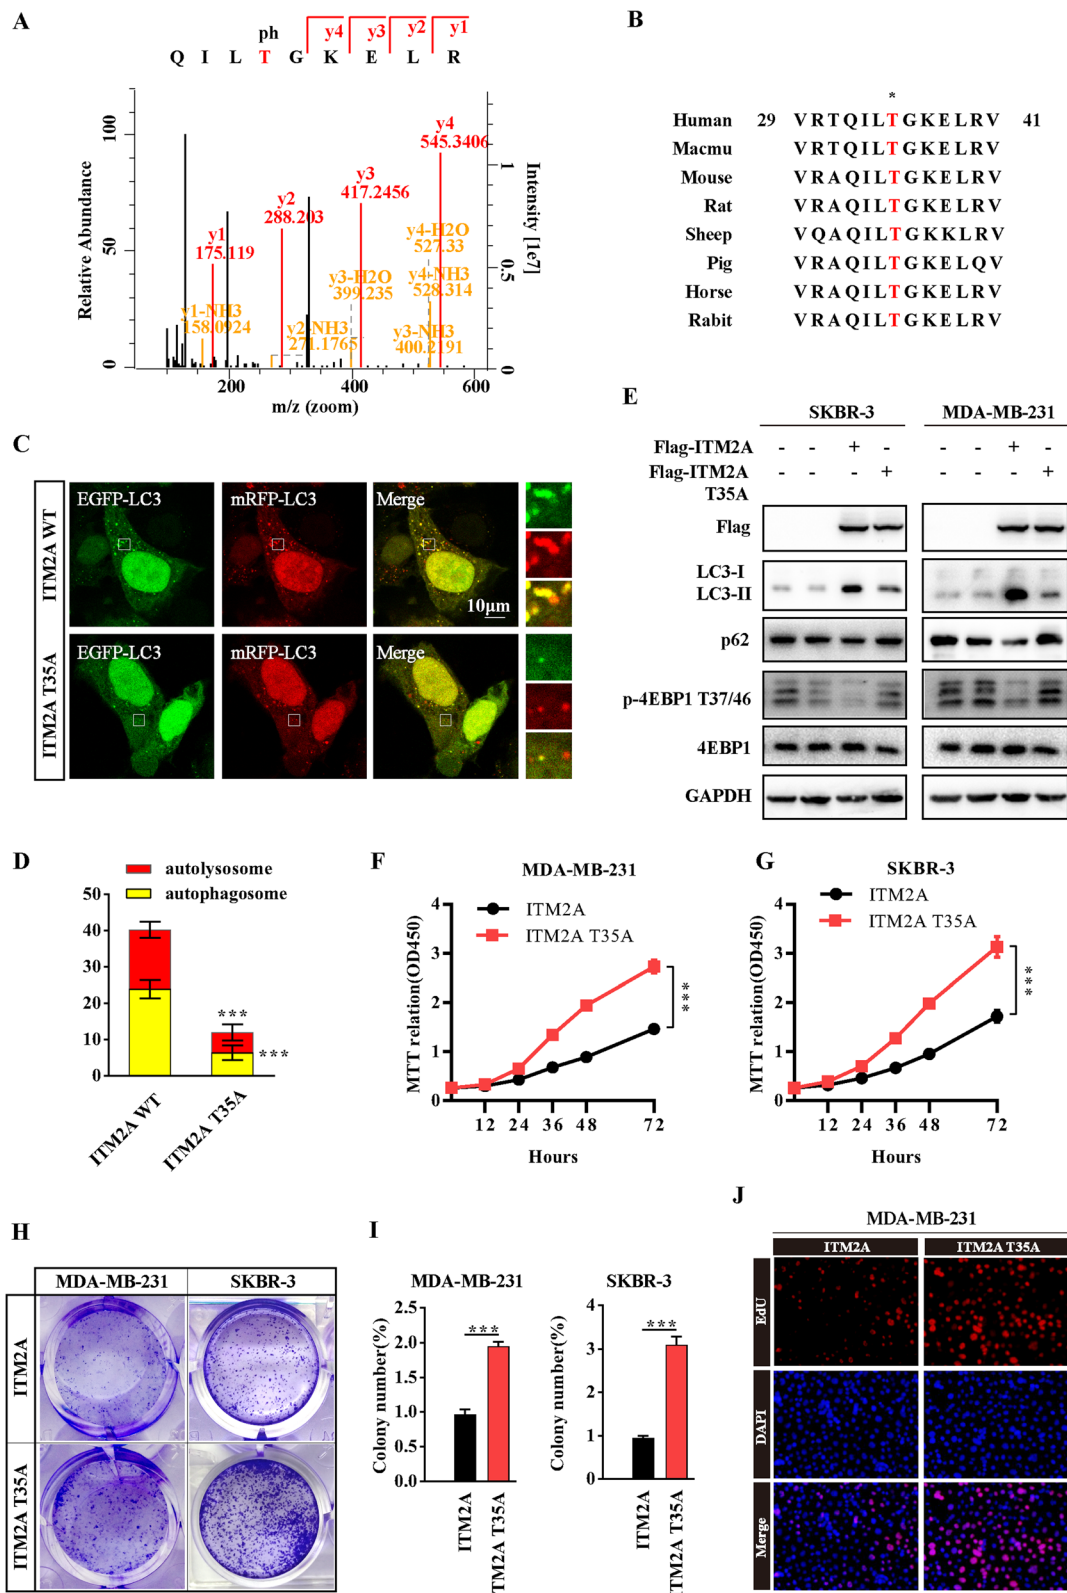 A
ph
y4 y3 y2 y1
Q I L T G K E L R
Relative Abundance
100
50
0
y4
545.3406
y3
417.2456
y2
288.203
y1
175.119
y4-H2O
527.33
y3-H2O
399.235
y4-NH3
528.314
y1-NH3
158.0924
y2-NH3
271.1765
y3-NH3
400.2191
1
0.5
0
Intensity [1e7]
200 400 600
m/z (zoom)
B
*
Human 29 VRTQILTGKELRV 41
Macmu VRTQILTGKELRV
Mouse VRAQILTGKELRV
Rat VRAQILTGKELRV
Sheep VQAQILTGKKLRV
Pig VRAQILTGKELQV
Horse VRAQILTGKELRV
Rabit VRAQILTGKELRV
C
ITM2A WT
EGFP-LC3 mRFP-LC3 Merge
10μm
ITM2A T35A
EGFP-LC3 mRFP-LC3 Merge
E
SKBR-3 MDA-MB-231
Flag-ITM2A - - + - - - + -
Flag-ITM2A T35A - - - + - - - +
Flag
LC3-I
LC3-II
p62
p-4EBP1 T37/46
4EBP1
GAPDH
D
autolysosome
autophagosome
50
40
30
20
10
0
***
***
ITM2A WT
ITM2A T35A
F
MDA-MB-231
ITM2A
ITM2A T35A
MTT relation(OD450)
4
3
2
1
0
***
12 24 36 48 72
Hours
G
SKBR-3
ITM2A
ITM2A T35A
MTT relation(OD450)
4
3
2
1
0
***
12 24 36 48 72
Hours
H
MDA-MB-231 SKBR-3
ITM2A
ITM2A T35A
I
MDA-MB-231
Colony number(%)
2.5
2.0
1.5
1.0
0.5
0.0
***
ITM2A
TM2A T35A
SKBR-3
Colony number(%)
4
3
2
1
0
***
ITM2A
ITM2A T35A
J
MDA-MB-231
ITM2A ITM2A T35A
EdU
DAPI
Merge